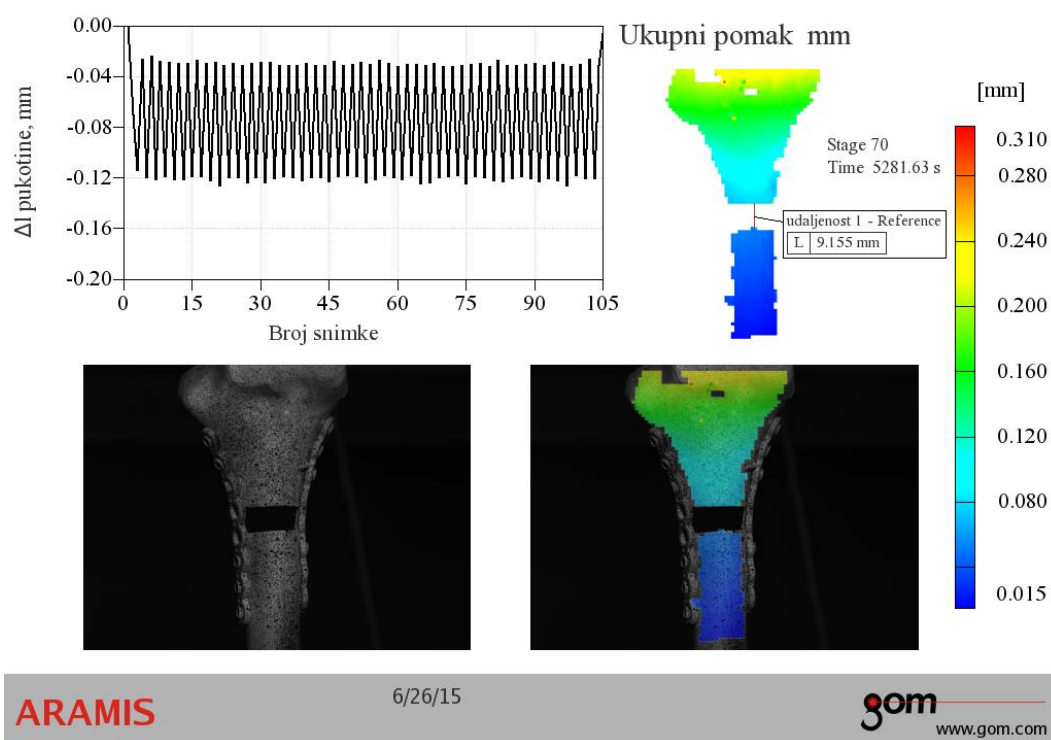 Ukupni pomak mm
Δl pukotine, mm
0.00
-0.04
-0.08
-0.12
-0.16
-0.20
0 15 30 45 60 75 90 105
Broj snimke
Stage 70
Time 5281.63 s
udaljenost 1 - Reference
L 9.155 mm
[mm]
0.310
0.280
0.240
0.200
0.160
0.120
0.080
0.015
ARAMIS
6/26/15
gom
www.gom.com